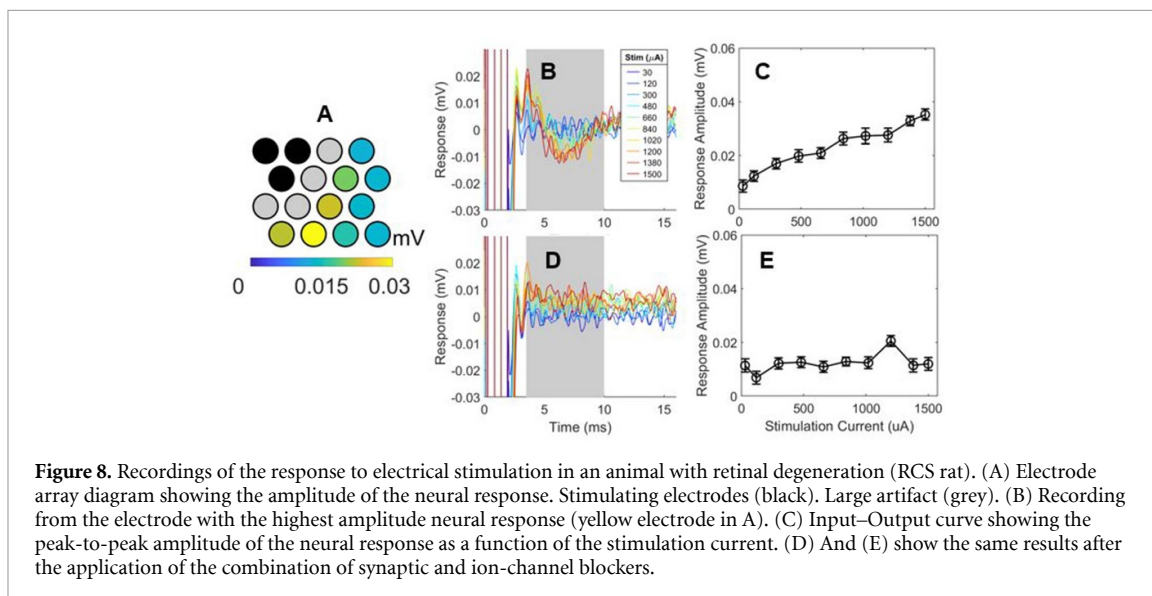 A
mV
0 0.015 0.03
B
Response (mV)
0.02
0.01
0
-0.01
-0.02
-0.03
0 5 10 15
Stim (μA)
30
120
300
480
660
840
1020
1200
1380
1500
C
Response Amplitude (mV)
0.06
0.04
0.02
0
0 500 1000 1500
D
Response (mV)
0.02
0.01
0
-0.01
-0.02
-0.03
0 5 10 15
Time (ms)
E
Response Amplitude (mV)
0.06
0.04
0.02
0
0 500 1000 1500
Stimulation Current (uA)
Figure 8. Recordings of the response to electrical stimulation in an animal with retinal degeneration (RCS rat). (A) Electrode
array diagram showing the amplitude of the neural response. Stimulating electrodes (black). Large artifact (grey). (B) Recording
from the electrode with the highest amplitude neural response (yellow electrode in A). (C) Input–Output curve showing the
peak-to-peak amplitude of the neural response as a function of the stimulation current. (D) And (E) show the same results after
the application of the combination of synaptic and ion-channel blockers.